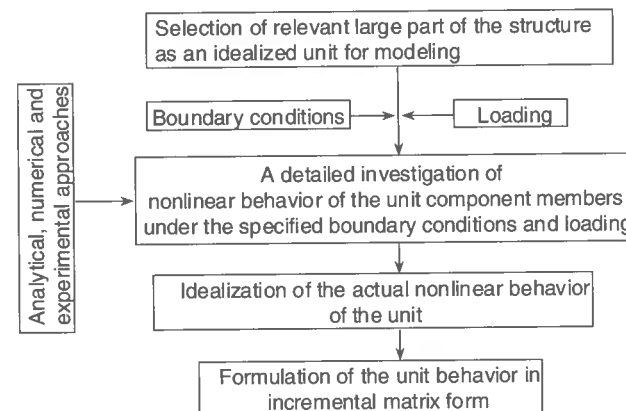 Selection of relevant large part of the structure
as an idealized unit for modeling
Boundary conditions
Loading
Analytical, numerical and
experimental approaches
A detailed investigation of
nonlinear behavior of the unit component members
under the specified boundary conditions and loading
Idealization of the actual nonlinear behavior
of the unit
Formulation of the unit behavior in
incremental matrix form